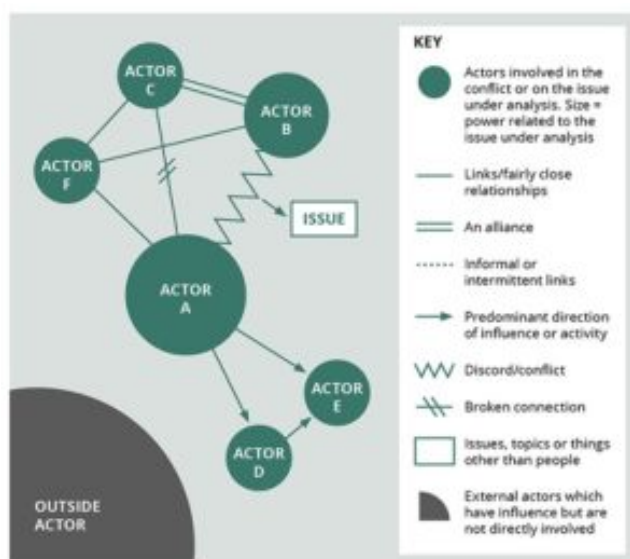 ACTOR
C
ACTOR
B
ACTOR
F
ISSUE
ACTOR
A
ACTOR
E
ACTOR
D
OUTSIDE
ACTOR
KEY
Actors involved in the
conflict or on the issue
under analysis. Size =
power related to the
issue under analysis
Links/fairly close
relationships
An alliance
Informal or
intermittent links
Predominant direction
of influence or activity
Discord/conflict
Broken connection
Issues, topics or things
other than people
External actors which
have influence but are
not directly involved